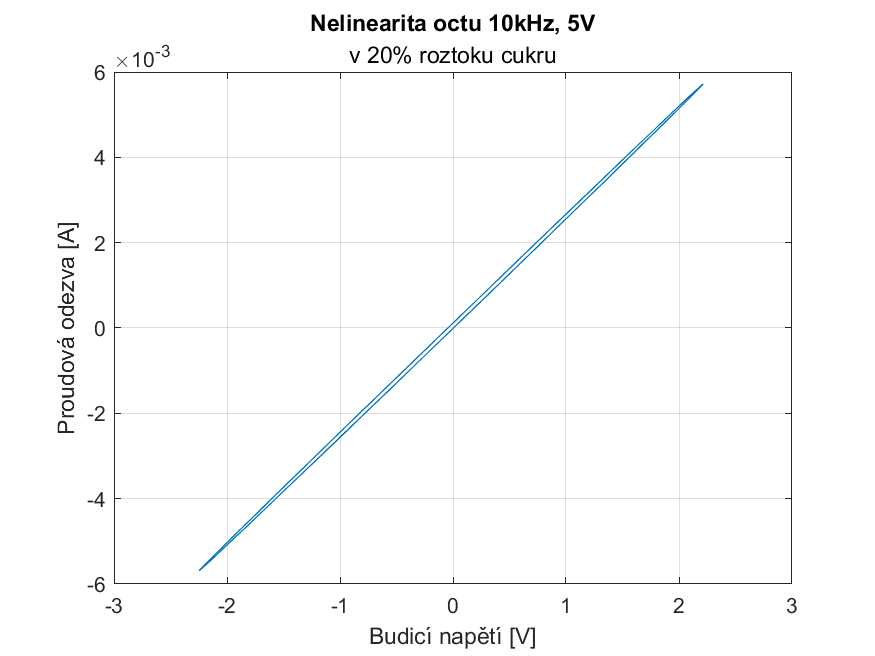 Nelinearita octu 10kHz, 5V
v 20% roztoku cukru
×10⁻³
6
4
2
0
-2
-4
-6
-3 -2 -1 0 1 2 3
Proudová odezva [A]
Budicí napětí [V]